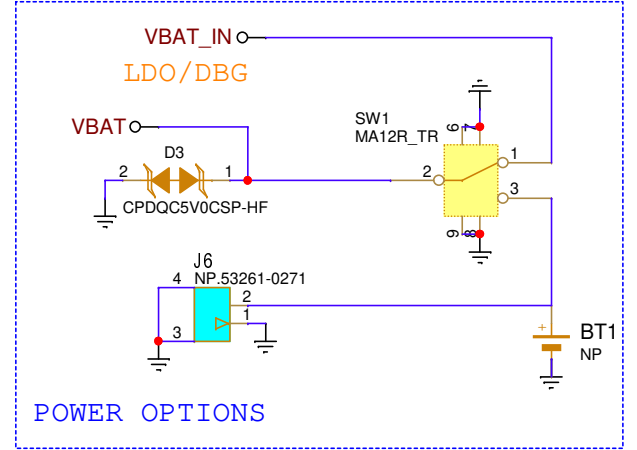 VBAT_IN
LDO/DBG
VBAT
D3
2 1
CPDQC5V0CSP-HF
SW1
MA12R_TR
6 7
2
1
3
9 8
J6
NP.53261-0271
4
2
1
3
+
BT1
NP
POWER OPTIONS